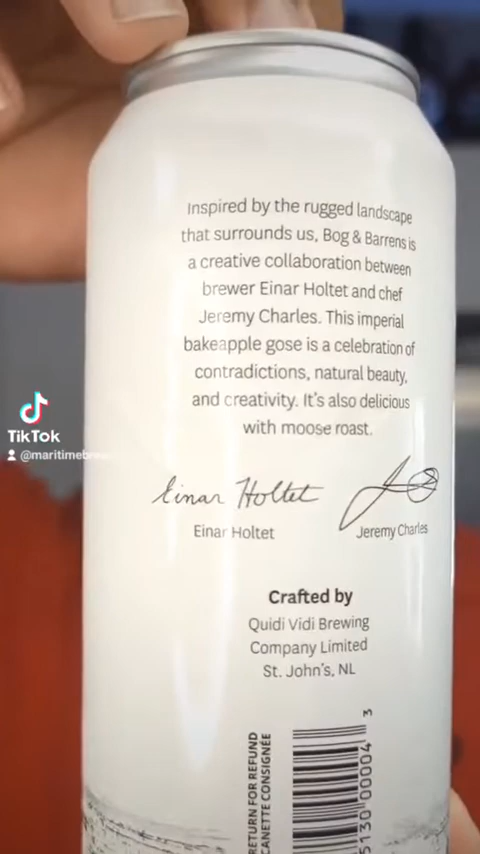 Inspired by the rugged landscape
that surrounds us, Bog & Barrens is
a creative collaboration between
brewer Einar Holtet and chef
Jeremy Charles. This imperial
bakeapple gose is a celebration of
contradictions, natural beauty,
and creativity. It's also delicious
with moose roast.
TikTok
Einar Holtet
Einar Holtet
Jeremy Charles
Crafted by
Quidi Vidi Brewing
Company Limited
St. John's, NL
RETURN FOR REFUND
CANETTE CONSIGNÉE
5130 00004 3